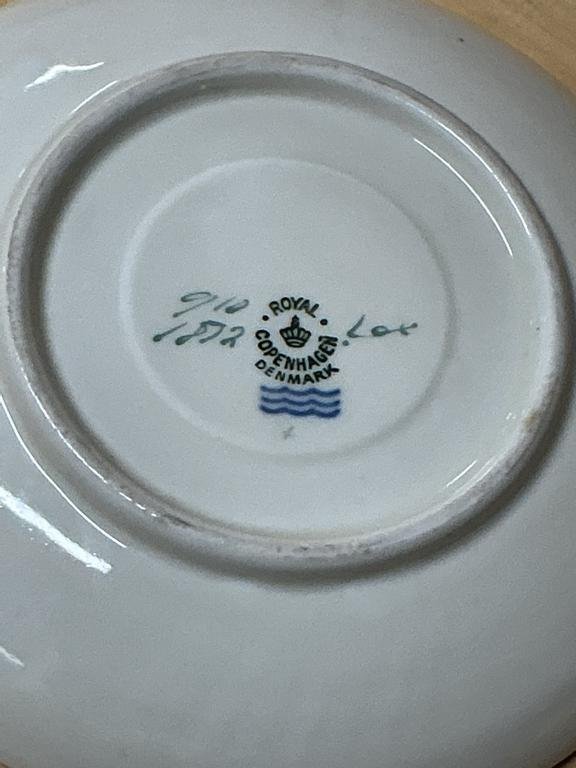 910
1872
ROYAL
COPENHAGEN
DENMARK